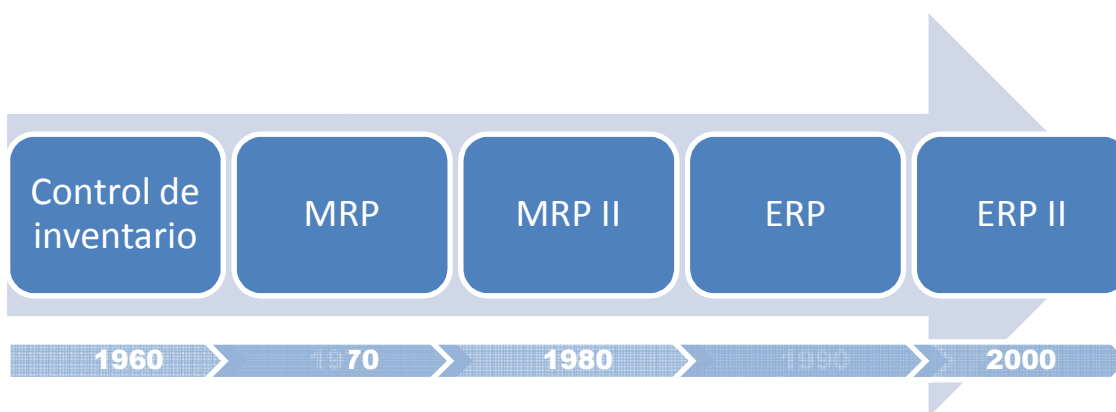 Control de
inventario
MRP
MRP II
ERP
ERP II
1960
1970
1980
1990
2000